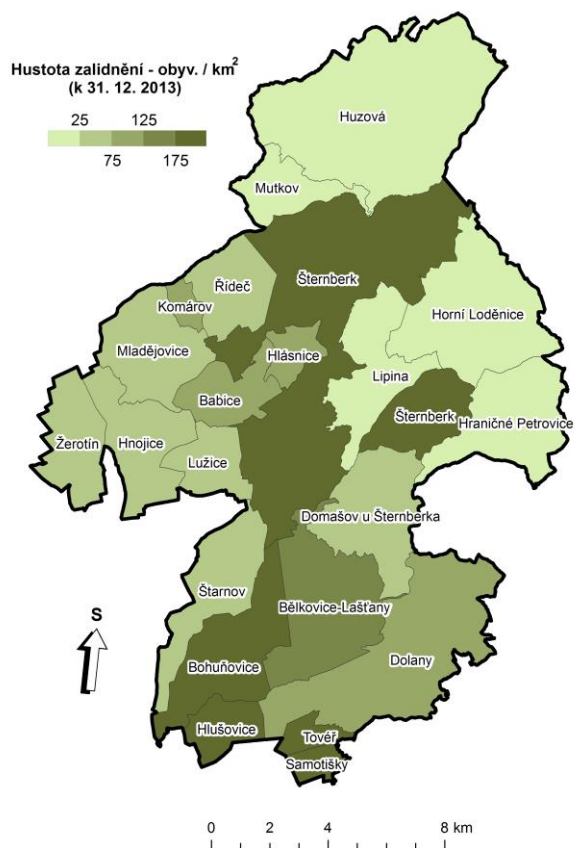 Hustota zalidnění - obyv. / km²
(k 31. 12. 2013)
25 125
75 175
Huzová
Mutkov
Řídeč
Šternberk
Komárov
Horní Loděnice
Mladějovice
Hlásnice
Lipina
Babice
Šternberk
Hraničné Petrovice
Žerotín
Hnojice
Lužice
Domašov u Šternberka
Štarnov
Bělkovice-Lašťany
S
Dolany
Bohuňovice
Hlušovice
Tovéř
Samotišky
0 2 4 6 8 km